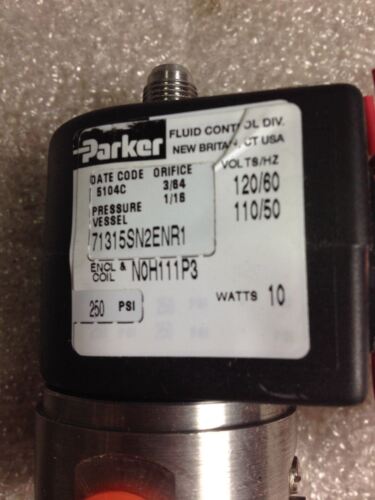 Parker
FLUID CONTROL DIV.
NEW BRITAIN, CT USA
DATE CODE ORIFICE
5104C 3/64
1/16
PRESSURE
VESSEL
71315SN2ENR1
VOLTS/HZ
120/60
110/50
ENCL &
COIL N0H111P3
250 PSI
WATTS 10